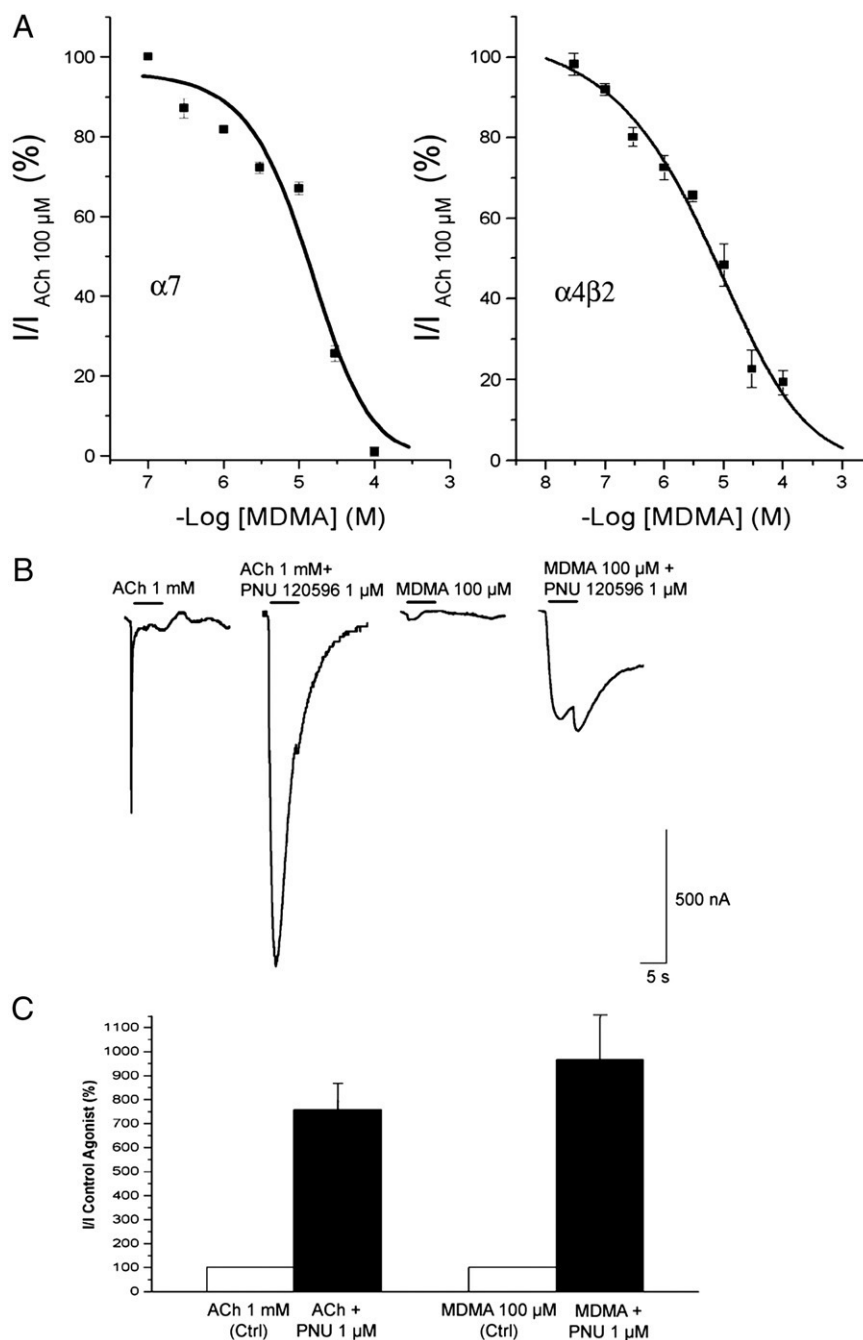 A
I/I ACh 100 µM (%)
100
80
60
40
20
0
α7
7 6 5 4 3
-Log [MDMA] (M)
I/I ACh 100 µM (%)
100
80
60
40
20
0
α4β2
8 7 6 5 4 3
-Log [MDMA] (M)
B
ACh 1 mM
ACh 1 mM+
PNU 120596 1 µM
MDMA 100 µM
MDMA 100 µM +
PNU 120596 1 µM
500 nA
5 s
C
I/I Control Agonist (%)
1100
1000
900
800
700
600
500
400
300
200
100
0
ACh 1 mM
(Ctrl)
ACh +
PNU 1 µM
MDMA 100 µM
(Ctrl)
MDMA +
PNU 1 µM